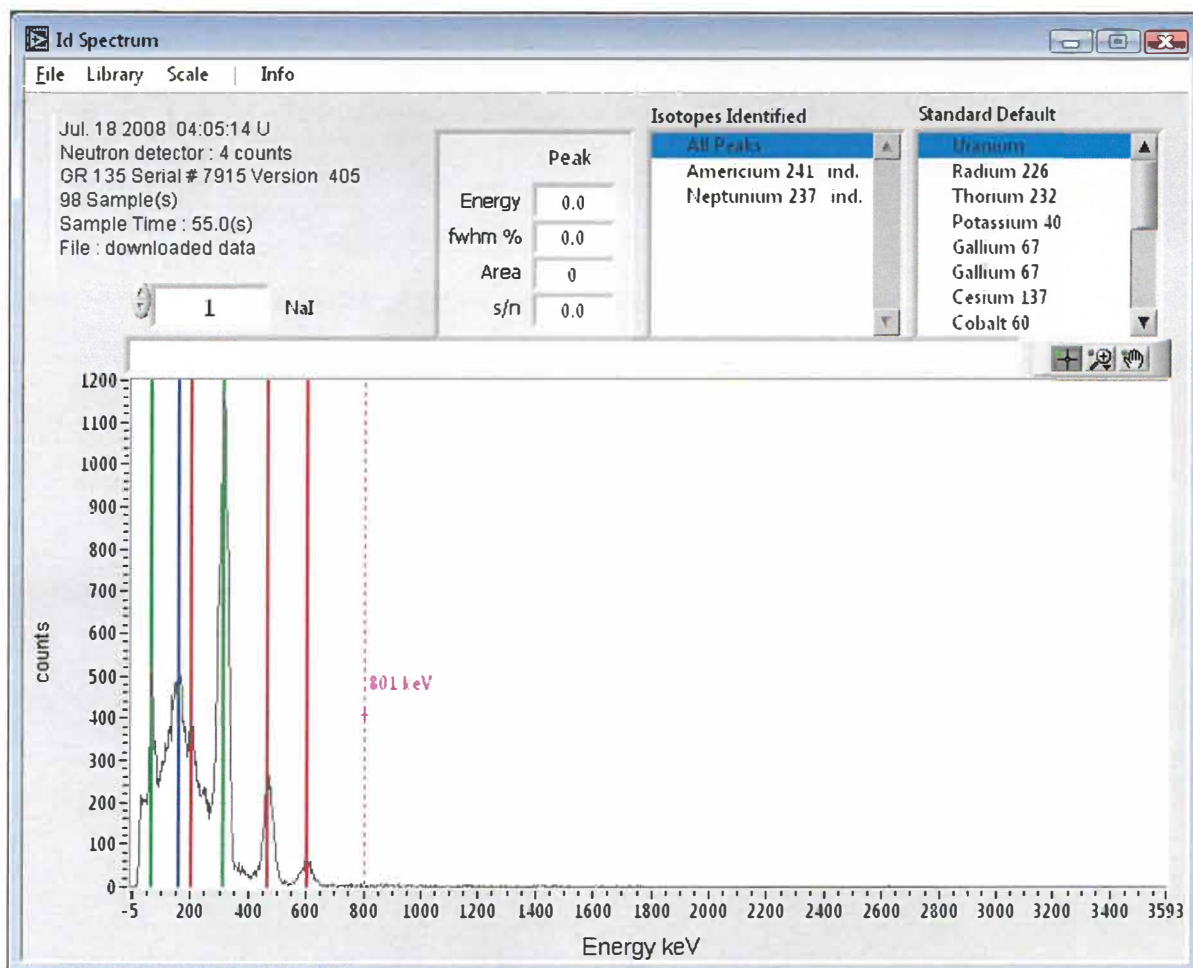 Id Spectrum
File Library Scale | Info
Jul. 18 2008 04:05:14 U
Neutron detector : 4 counts
GR 135 Serial # 7915 Version 405
98 Sample(s)
Sample Time : 55.0(s)
File : downloaded data
1 NaI
Peak
Energy 0.0
fwhm % 0.0
Area 0
s/n 0.0
Isotopes Identified
All Peaks
Americium 241 ind.
Neptunium 237 ind.
Standard Default
Uranium
Radium 226
Thorium 232
Potassium 40
Gallium 67
Gallium 67
Cesium 137
Cobalt 60
1200
1100
1000
900
800
700
600
500
400
300
200
100
0
counts
801 keV
-5 200 400 600 800 1000 1200 1400 1600 1800 2000 2200 2400 2600 2800 3000 3200 3400 3593
Energy keV